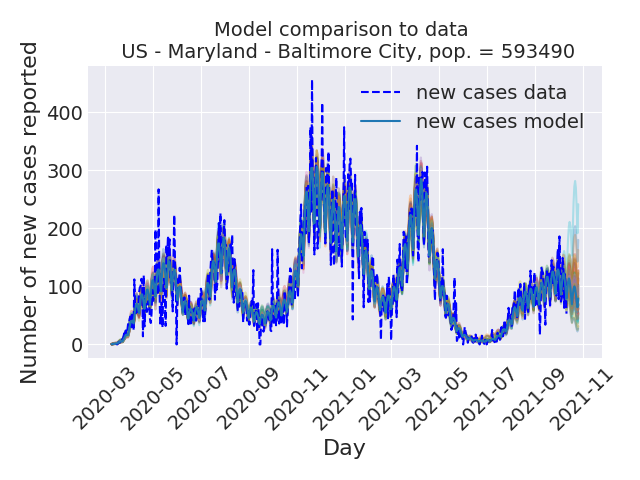 Model comparison to data
US - Maryland - Baltimore City, pop. = 593490
Number of new cases reported
400
300
200
100
0
new cases data
new cases model
2020-03
2020-05
2020-07
2020-09
2020-11
2021-01
2021-03
2021-05
2021-07
2021-09
2021-11
Day